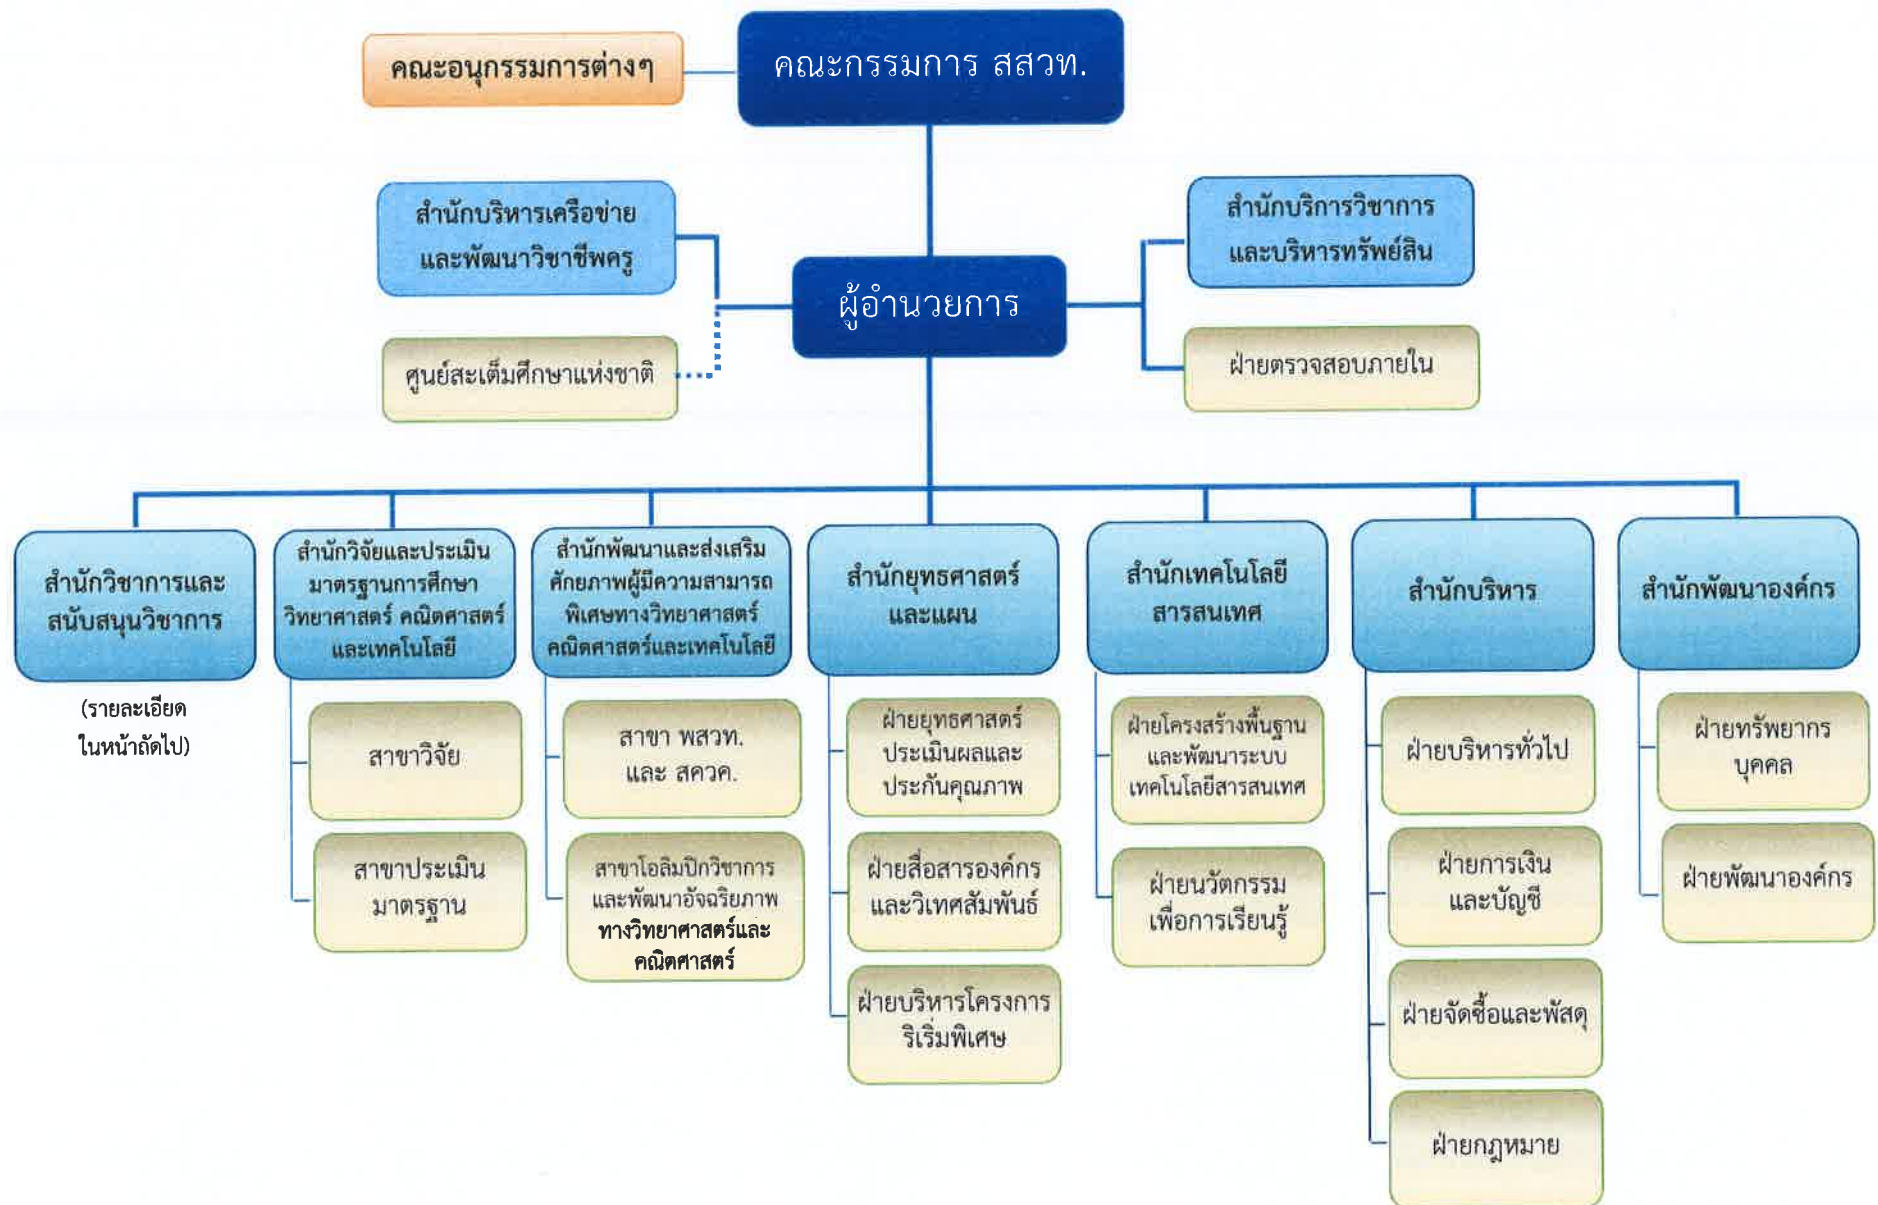 คณะอนุกรรมการต่างๆ
คณะกรรมการ สสวท.
สำนักบริหารเครือข่าย
และพัฒนาวิชาชีพครู
สำนักบริการวิชาการ
และบริหารทรัพย์สิน
ผู้อำนวยการ
ศูนย์สะเต็มศึกษาแห่งชาติ
ฝ่ายตรวจสอบภายใน
สำนักวิชาการและ
สนับสนุนวิชาการ
(รายละเอียด
ในหน้าถัดไป)
สำนักวิจัยและประเมิน
มาตรฐานการศึกษา
วิทยาศาสตร์ คณิตศาสตร์
และเทคโนโลยี
สาขาวิจัย
สาขาประเมิน
มาตรฐาน
สำนักพัฒนาและส่งเสริม
ศักยภาพผู้มีความสามารถ
พิเศษทางวิทยาศาสตร์
คณิตศาสตร์และเทคโนโลยี
สาขา พสวท.
และ สควค.
สาขาโอลิมปิกวิชาการ
และพัฒนาอัจฉริยภาพ
ทางวิทยาศาสตร์และ
คณิตศาสตร์
สำนักยุทธศาสตร์
และแผน
ฝ่ายยุทธศาสตร์
ประเมินผลและ
ประกันคุณภาพ
ฝ่ายสื่อสารองค์กร
และวิเทศสัมพันธ์
ฝ่ายบริหารโครงการ
ริเริ่มพิเศษ
สำนักเทคโนโลยี
สารสนเทศ
ฝ่ายโครงสร้างพื้นฐาน
และพัฒนาระบบ
เทคโนโลยีสารสนเทศ
ฝ่ายนวัตกรรม
เพื่อการเรียนรู้
สำนักบริหาร
ฝ่ายบริหารทั่วไป
ฝ่ายการเงิน
และบัญชี
ฝ่ายจัดซื้อและพัสดุ
ฝ่ายกฎหมาย
สำนักพัฒนาองค์กร
ฝ่ายทรัพยากร
บุคคล
ฝ่ายพัฒนาองค์กร